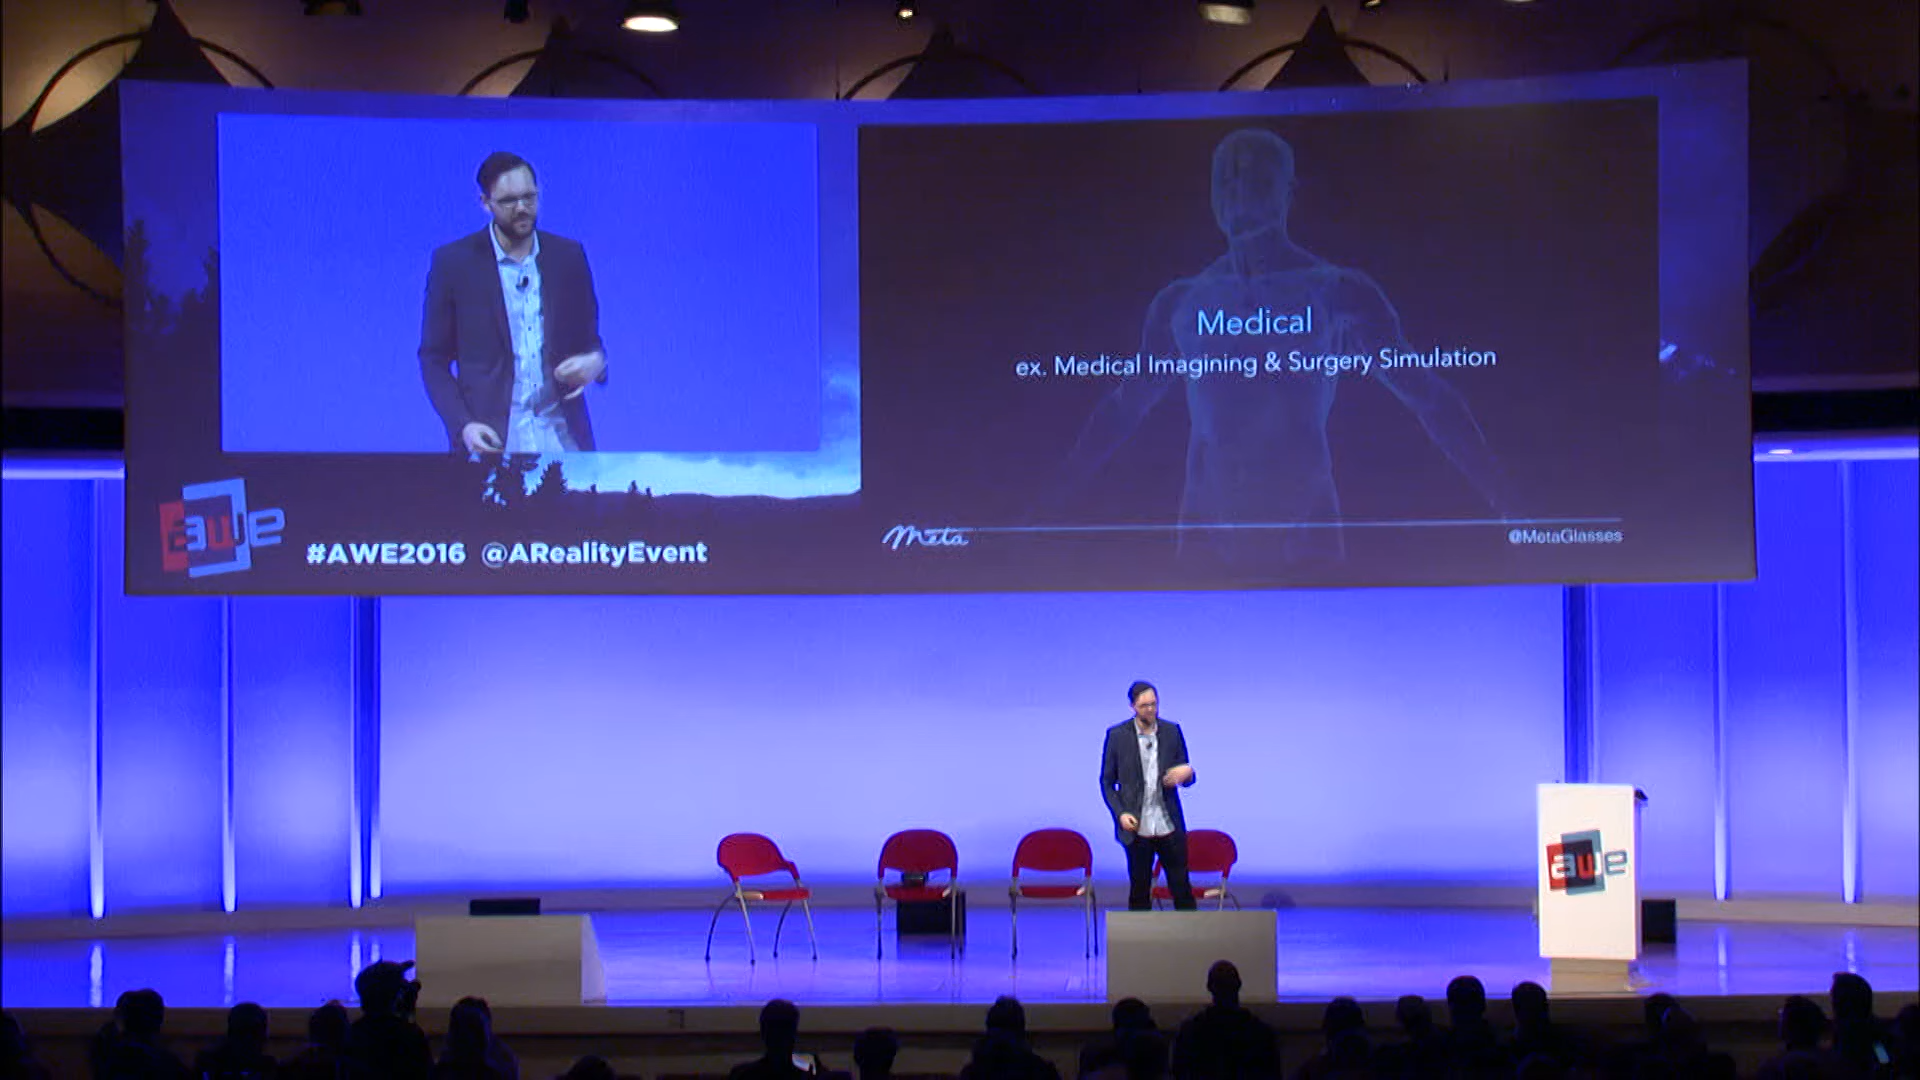 Medical
ex. Medical Imagining & Surgery Simulation
Meta
@MetaGlasses
awe
#AWE2016 @ARealityEvent
awe